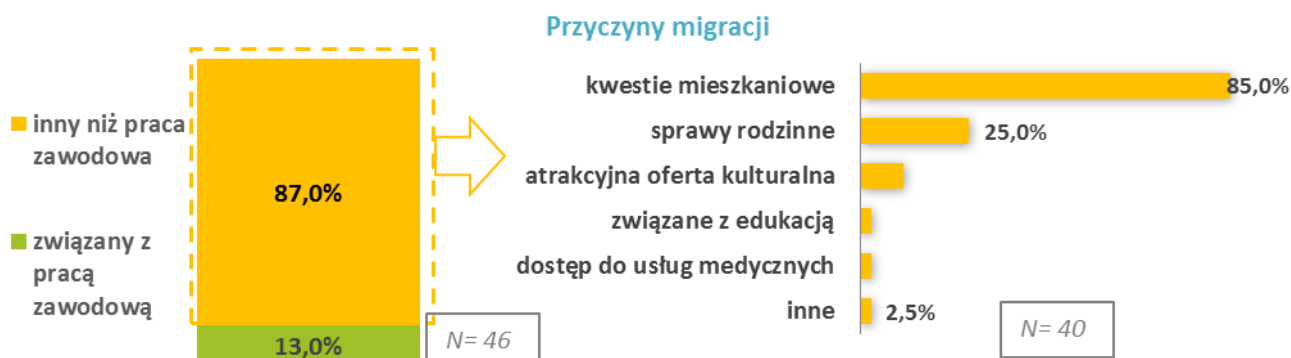 Przyczyny migracji
inny niż praca
zawodowa
związany z
pracą
zawodową
87,0%
13,0%
N= 46
kwestie mieszkaniowe
85,0%
sprawy rodzinne
25,0%
atrakcyjna oferta kulturalna
związane z edukacją
dostęp do usług medycznych
inne
2,5%
N= 40